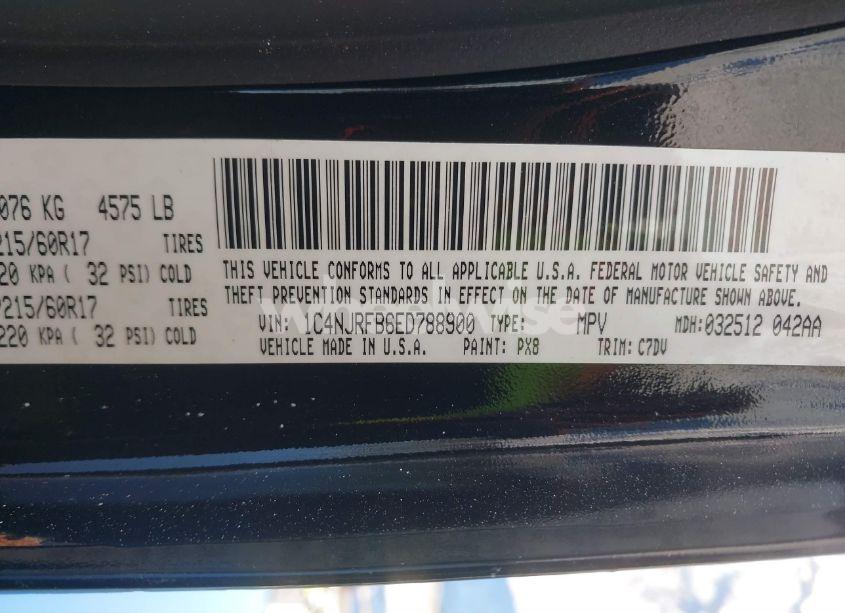 076 KG 4575 LB
215/60R17 TIRES
20 KPA ( 32 PSI) COLD
P215/60R17 TIRES
220 KPA ( 32 PSI) COLD
THIS VEHICLE CONFORMS TO ALL APPLICABLE U.S.A. FEDERAL MOTOR VEHICLE SAFETY AND
THEFT PREVENTION STANDARDS IN EFFECT ON THE DATE OF MANUFACTURE SHOWN ABOVE.
VIN: 1C4NJRFB6ED788900 TYPE: MPV MDH:032512 042AA
VEHICLE MADE IN U.S.A. PAINT: PX8 TRIM: C7DV